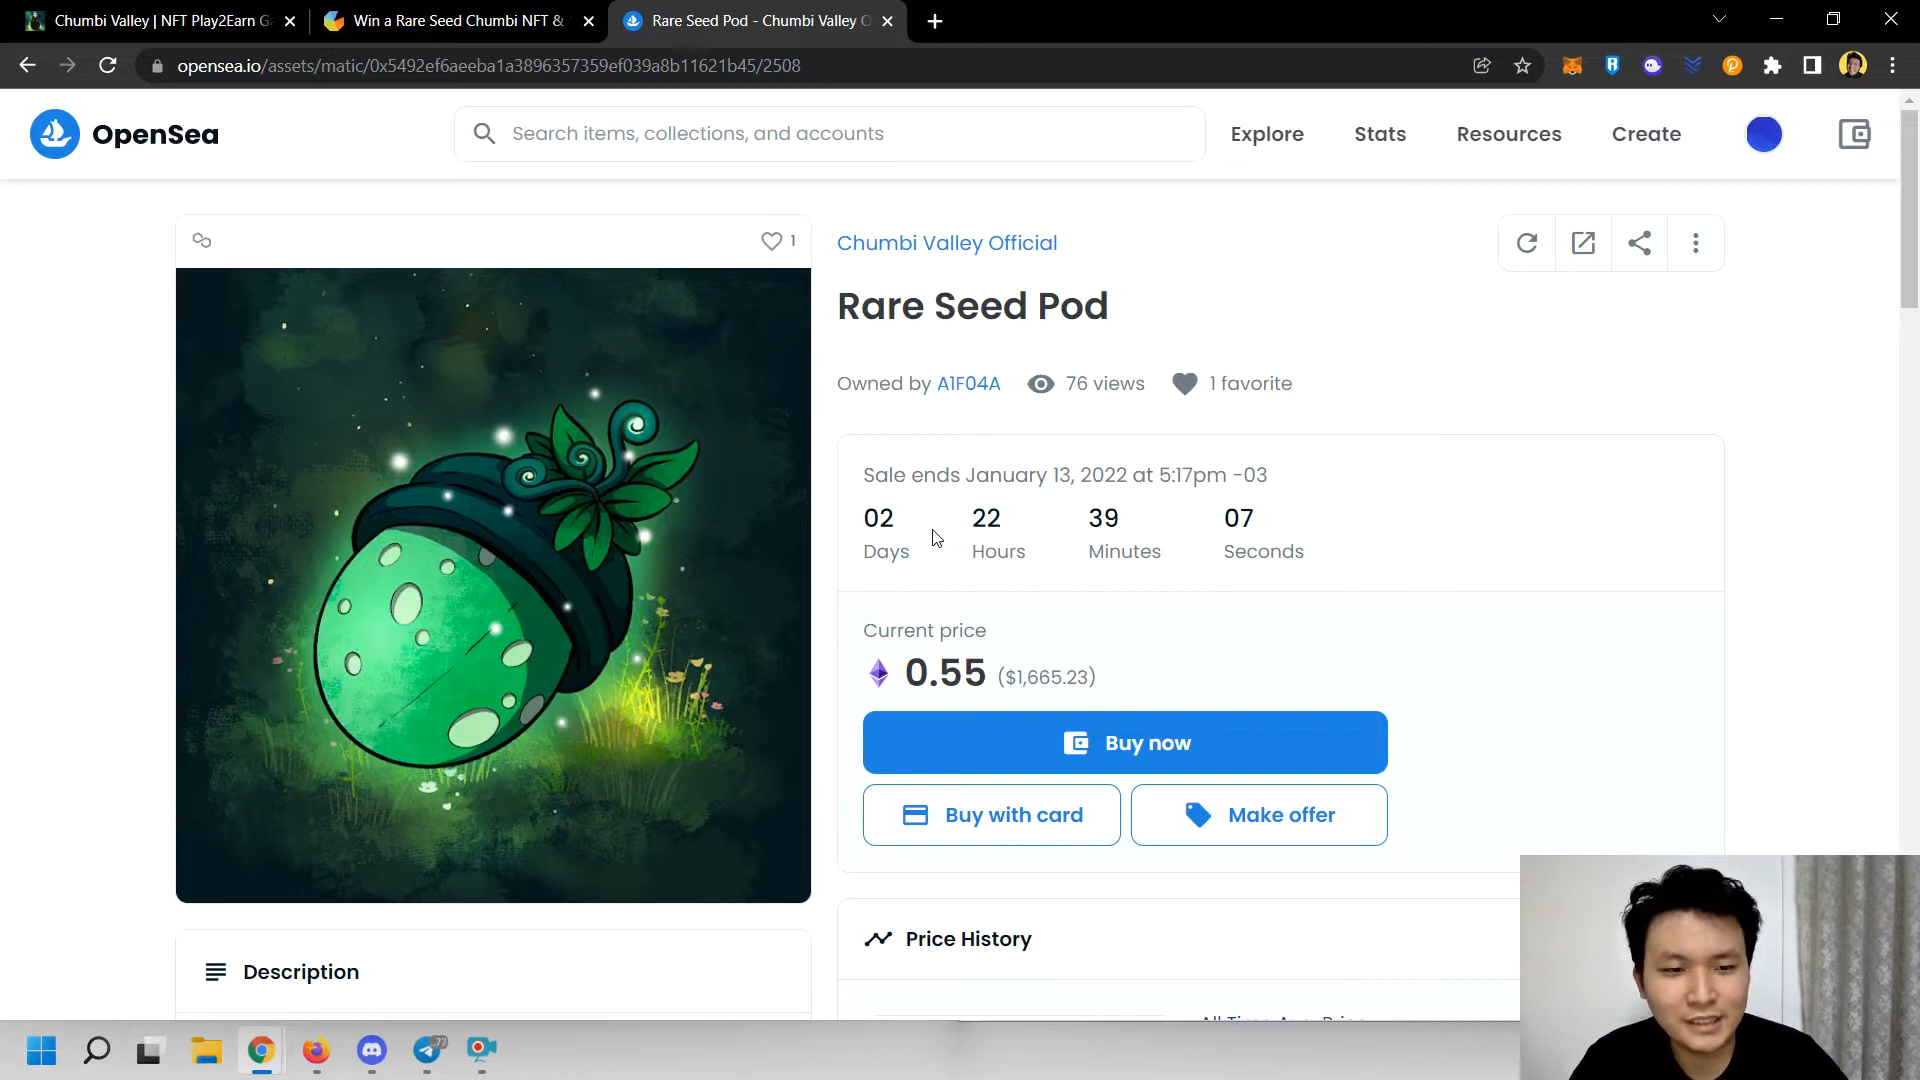 Chumbi Valley | NFT Play2Earn G
Win a Rare Seed Chumbi NFT &
Rare Seed Pod - Chumbi Valley O
opensea.io/assets/matic/0x5492ef6aeeba1a3896357359ef039a8b11621b45/2508
OpenSea
Search items, collections, and accounts
Explore
Stats
Resources
Create
1
Chumbi Valley Official
Rare Seed Pod
Owned by A1F04A
76 views
1 favorite
Sale ends January 13, 2022 at 5:17pm -03
02 22 39 07
Days Hours Minutes Seconds
Current price
0.55 ($1,665.23)
Buy now
Buy with card
Make offer
Price History
Description
77